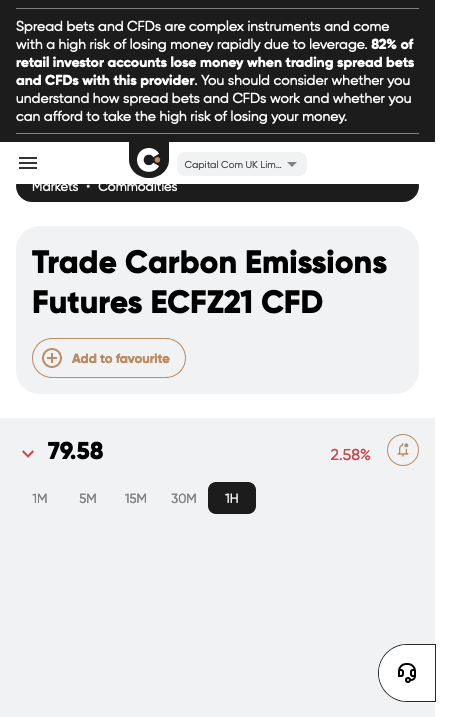 Spread bets and CFDs are complex instruments and come
with a high risk of losing money rapidly due to leverage. 82% of
retail investor accounts lose money when trading spread bets
and CFDs with this provider. You should consider whether you
understand how spread bets and CFDs work and whether you
can afford to take the high risk of losing your money.
Capital Com UK Lim...
Markets • Commodities
Trade Carbon Emissions
Futures ECFZ21 CFD
Add to favourite
79.58 2.58%
1M 5M 15M 30M 1H